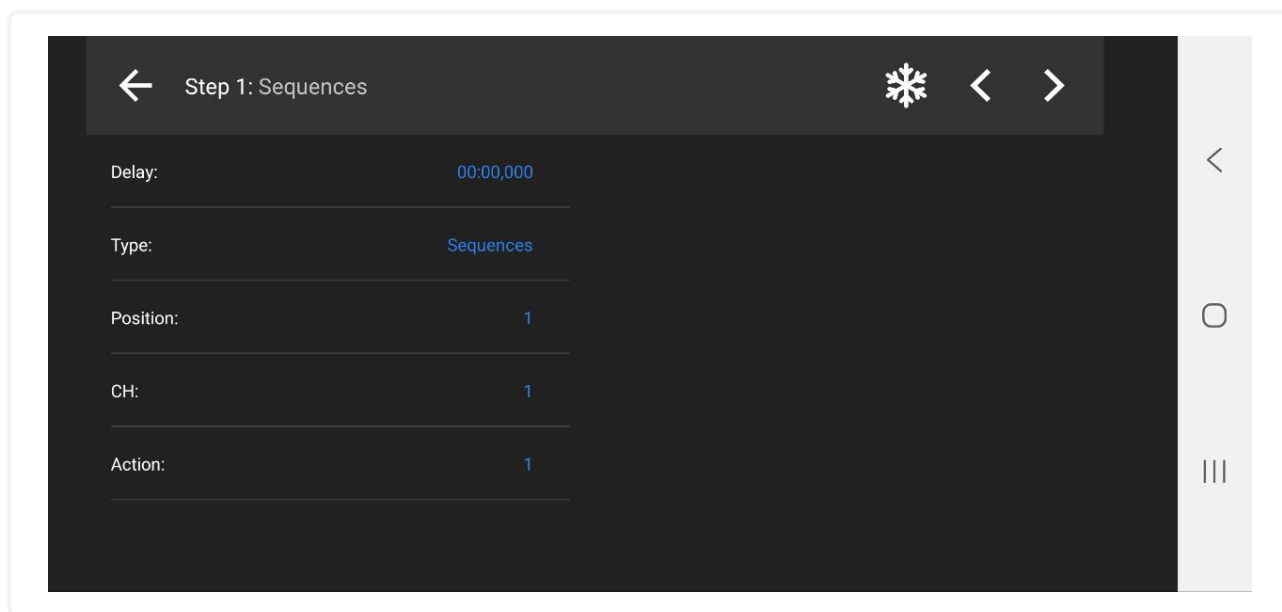 Step 1: Sequences
Delay: 00:00,000
Type: Sequences
Position: 1
CH: 1
Action: 1